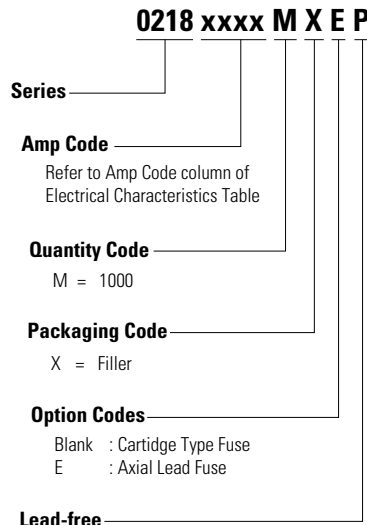 0218 xxxx M X E P
Series
Amp Code
Refer to Amp Code column of
Electrical Characteristics Table
Quantity Code
M = 1000
Packaging Code
X = Filler
Option Codes
Blank : Cartidge Type Fuse
E : Axial Lead Fuse
Lead-free